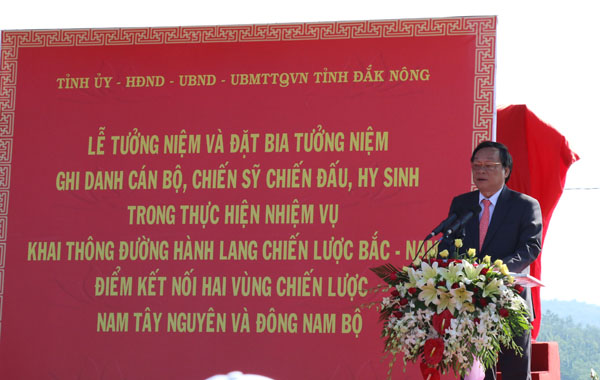 TỈNH ỦY - HĐND - UBND - UBMTTQVN TỈNH ĐẮK NÔNG
LỄ TƯỞNG NIỆM VÀ ĐẶT BIA TƯỞNG NIỆM
GHI DANH CÁN BỘ, CHIẾN SỸ CHIẾN ĐẤU, HY SINH
TRONG THỰC HIỆN NHIỆM VỤ
KHAI THÔNG ĐƯỜNG HÀNH LANG CHIẾN LƯỢC BẮC -
ĐIỂM KẾT NỐI HAI VÙNG CHIẾN LƯỢC
NAM TÂY NGUYÊN VÀ ĐÔNG NAM BỘ